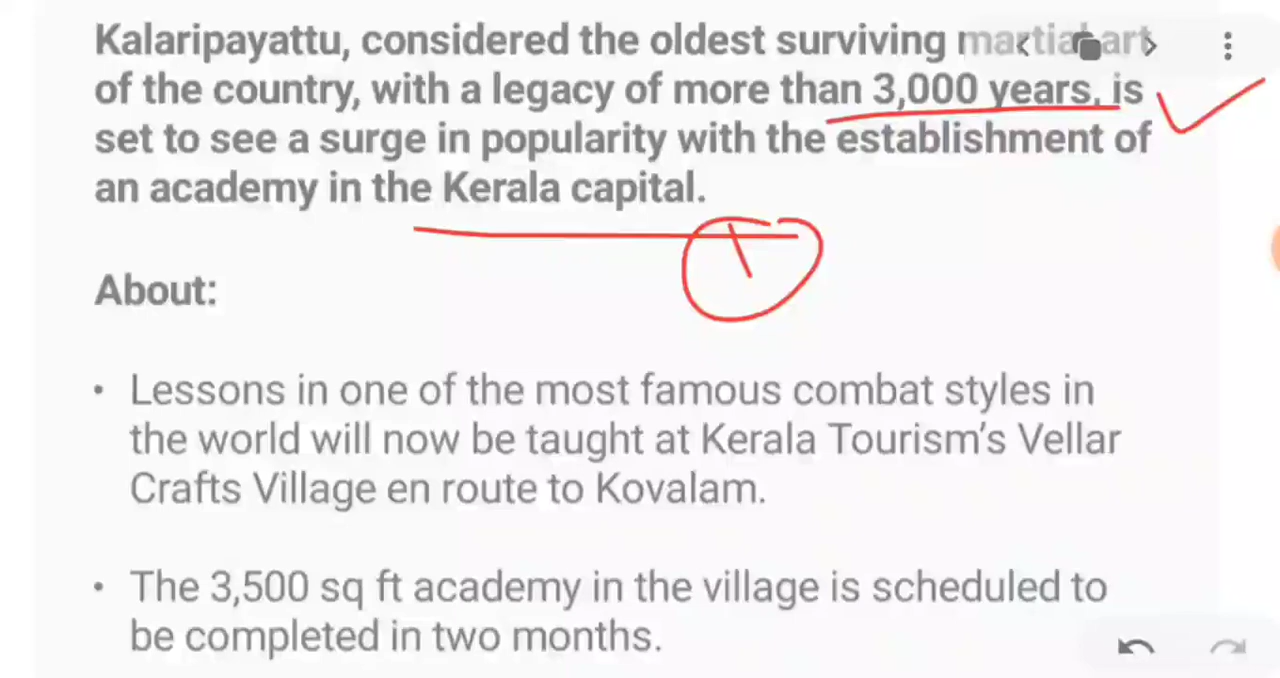 Kalaripayattu, considered the oldest surviving martial art
of the country, with a legacy of more than 3,000 years, is
set to see a surge in popularity with the establishment of
an academy in the Kerala capital.
About:
• Lessons in one of the most famous combat styles in
the world will now be taught at Kerala Tourism's Vellar
Crafts Village en route to Kovalam.
• The 3,500 sq ft academy in the village is scheduled to
be completed in two months.